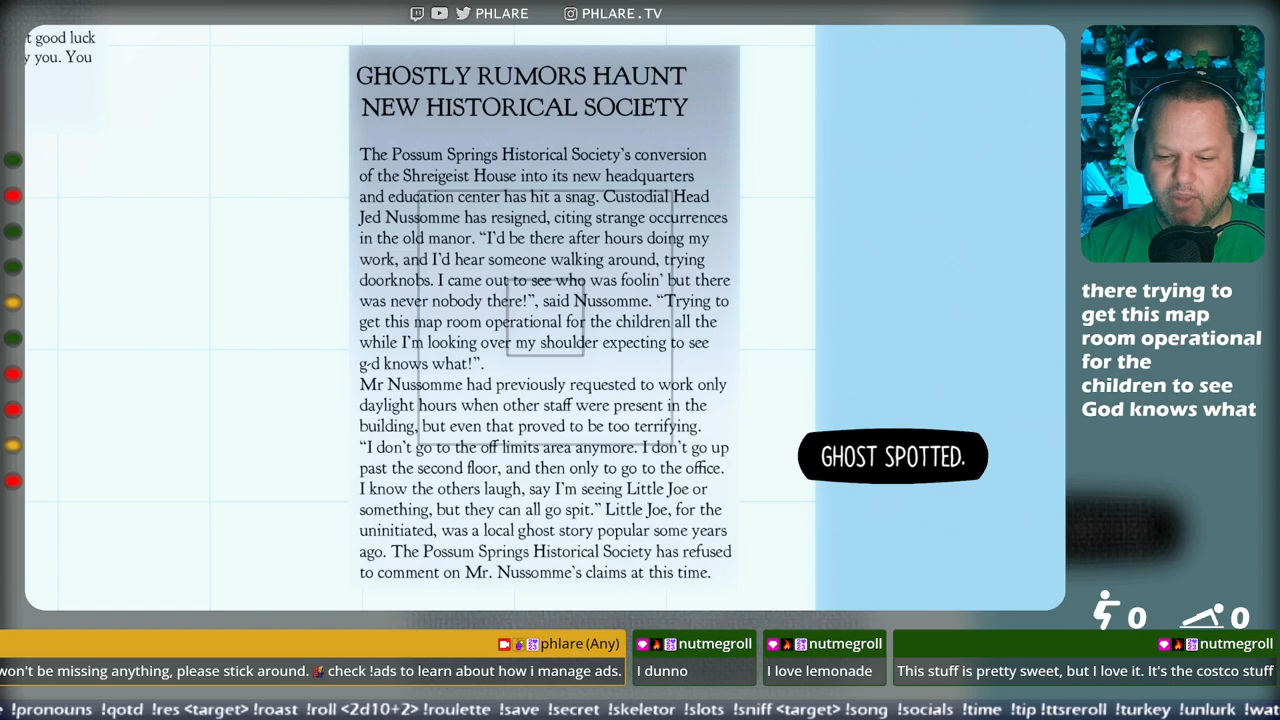 PHLARE PHLARE.TV
t good luck
y you. You
GHOSTLY RUMORS HAUNT
NEW HISTORICAL SOCIETY
The Possum Springs Historical Society's conversion
of the Shreigeist House into its new headquarters
and education center has hit a snag. Custodial Head
Jed Nussomme has resigned, citing strange occurrences
in the old manor. "I'd be there after hours doing my
work, and I'd hear someone walking around, trying
doorknobs. I came out to see who was foolin' but there
was never nobody there!", said Nussomme. "Trying to
get this map room operational for the children all the
while I'm looking over my shoulder expecting to see
g-d knows what!".
Mr Nussomme had previously requested to work only
daylight hours when other staff were present in the
building, but even that proved to be too terrifying.
"I don't go to the off limits area anymore. I don't go up
past the second floor, and then only to go to the office.
I know the others laugh, say I'm seeing Little Joe or
something, but they can all go spit." Little Joe, for the
uninitiated, was a local ghost story popular some years
ago. The Possum Springs Historical Society has refused
to comment on Mr. Nussomme's claims at this time.
GHOST SPOTTED.
there trying to
get this map
room operational
for the
children to see
God knows what
0 0
phlare (Any) nutmegroll nutmegroll nutmegroll
won't be missing anything, please stick around. check !ads to learn about how i manage ads. I dunno I love lemonade This stuff is pretty sweet, but I love it. It's the costco stuff
e !pronouns !qotd !res <target> !roast !roll <2d10+2> !roulette !save !secret !skeletor !slots !sniff <target> !song !socials !time !tip !ttsreroll !turkey !unlurk !wat